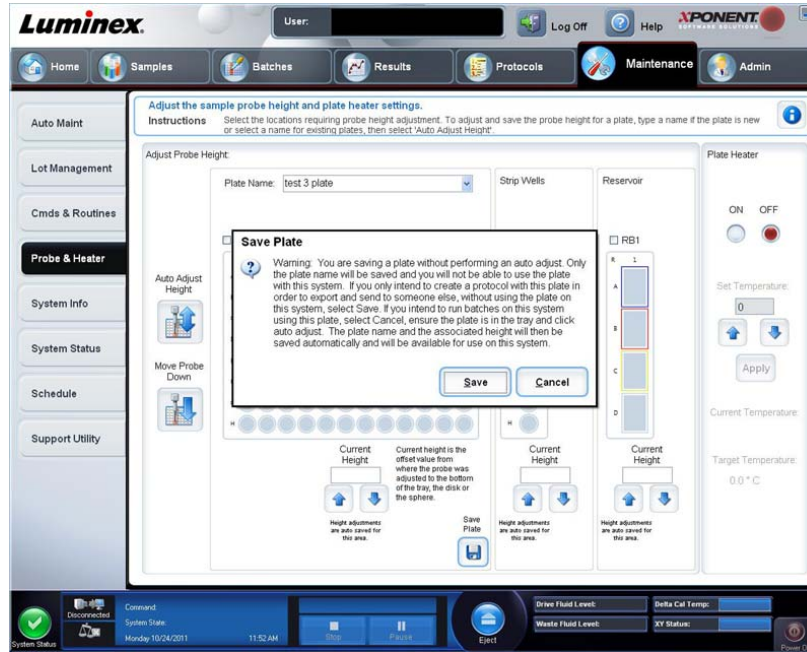 Luminex.
User:
Log Off
Help
XPONENT
SOFTWARE SOLUTIONS
Home
Samples
Batches
Results
Protocols
Maintenance
Admin
Auto Maint
Lot Management
Cmds & Routines
Probe & Heater
System Info
System Status
Schedule
Support Utility
Adjust the sample probe height and plate heater settings.
Instructions
Select the locations requiring probe height adjustment. To adjust and save the probe height for a plate, type a name if the plate is new
or select a name for existing plates, then select 'Auto Adjust Height'.
Adjust Probe Height:
Plate Name: test 3 plate
Strip Wells
Reservoir
RB1
R 1
A
B
C
D
Auto Adjust
Height
Move Probe
Down
H
H
Save Plate
Warning: You are saving a plate without performing an auto adjust. Only
the plate name will be saved and you will not be able to use the plate
with this system. If you only intend to create a protocol with this plate in
order to export and send to someone else, without using the plate on
this system, select Save. If you intend to run batches on this system
using this plate, select Cancel, ensure the plate is in the tray and click
auto adjust. The plate name and the associated height will then be
saved automatically and will be available for use on this system.
Save
Cancel
Current
Height
Current height is the
offset value from
where the probe was
adjusted to the bottom
of the tray, the disk or
the sphere.
Height adjustments
are auto saved for
this area.
Save
Plate
Current
Height
Height adjustments
are auto saved for
this area.
Current
Height
Height adjustments
are auto saved for
this area.
Plate Heater
ON
OFF
Set Temperature:
0
Apply
Current Temperature:
Target Temperature:
0.0 ° C
System Status
Disconnected
Command:
System State:
Monday 10/24/2011
11:52 AM
Stop
Pause
Eject
Drive Fluid Level:
Waste Fluid Level:
Delta Cal Temp:
XY Status: